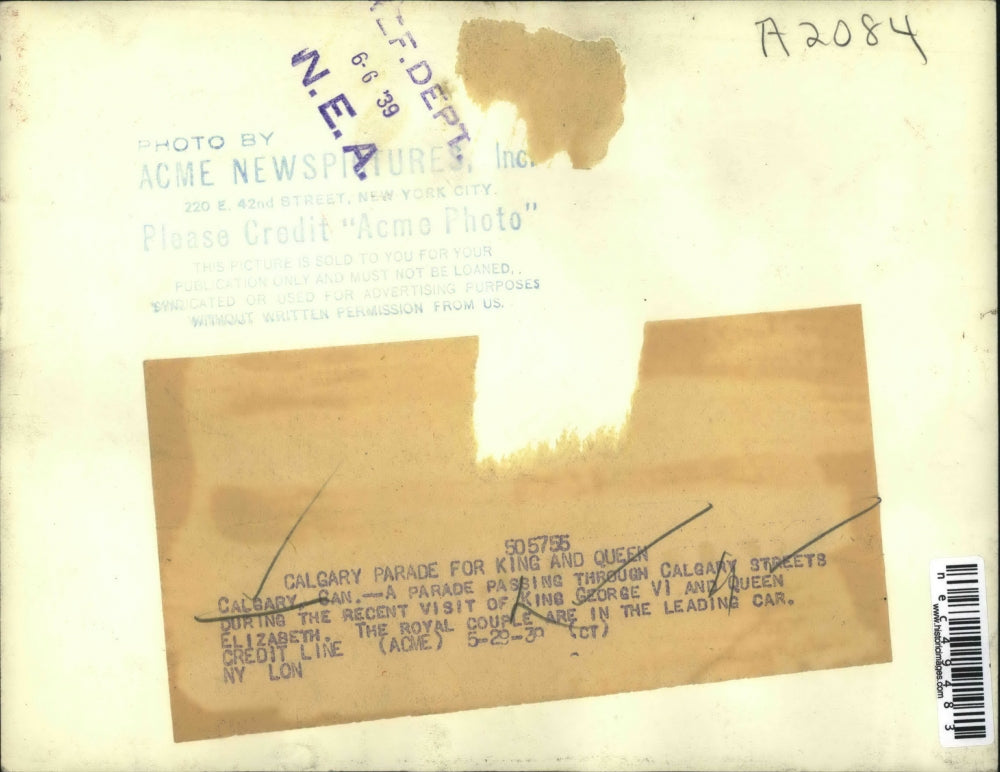 A2084
REF. DEPT.
6-6 '39
N.E.A.
PHOTO BY
ACME NEWSPICTURES, Inc.
220 E. 42nd STREET, NEW YORK CITY.
Please Credit "Acme Photo"
THIS PICTURE IS SOLD TO YOU FOR YOUR
PUBLICATION ONLY AND MUST NOT BE LOANED,
SYNDICATED OR USED FOR ADVERTISING PURPOSES
WITHOUT WRITTEN PERMISSION FROM US.
505755
CALGARY PARADE FOR KING AND QUEEN
CALGARY, CAN.—A PARADE PASSING THROUGH CALGARY STREETS
DURING THE RECENT VISIT OF KING GEORGE VI AND QUEEN
ELIZABETH. THE ROYAL COUPLE ARE IN THE LEADING CAR.
CREDIT LINE (ACME) 5-29-39 (CT)
NY LON
nec49483
www.historicimages.com